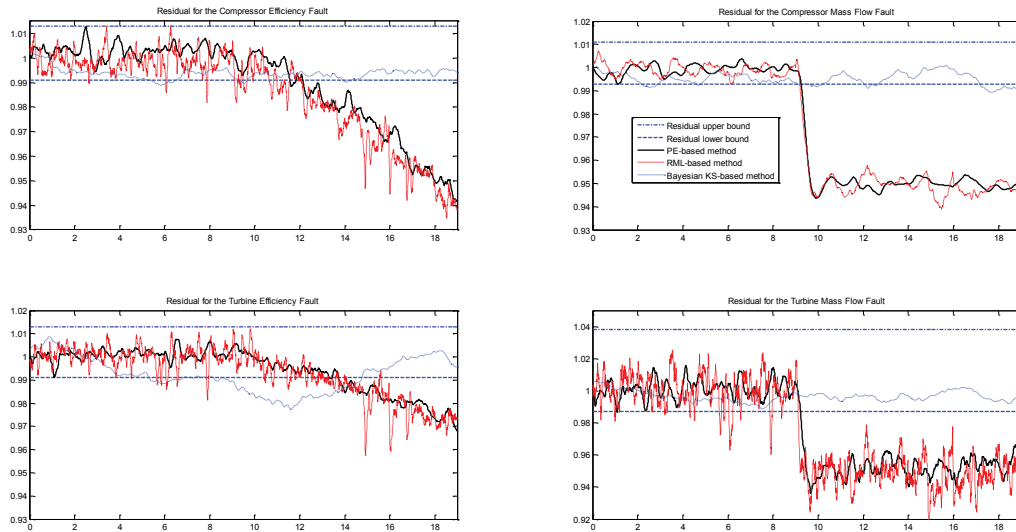 Residual for the Compressor Efficiency Fault
1.01
1
0.99
0.98
0.97
0.96
0.95
0.94
0.93
0 2 4 6 8 10 12 14 16 18
Residual for the Compressor Mass Flow Fault
1.02
1.01
1
0.99
0.98
0.97
0.96
0.95
0.94
0.93
0 2 4 6 8 10 12 14 16 18
Residual upper bound
Residual lower bound
PE-based method
RML-based method
Bayesian KS-based method
Residual for the Turbine Efficiency Fault
1.02
1.01
1
0.99
0.98
0.97
0.96
0.95
0.94
0.93
0 2 4 6 8 10 12 14 16 18
Residual for the Turbine Mass Flow Fault
1.04
1.02
1
0.98
0.96
0.94
0.92
0 2 4 6 8 10 12 14 16 18